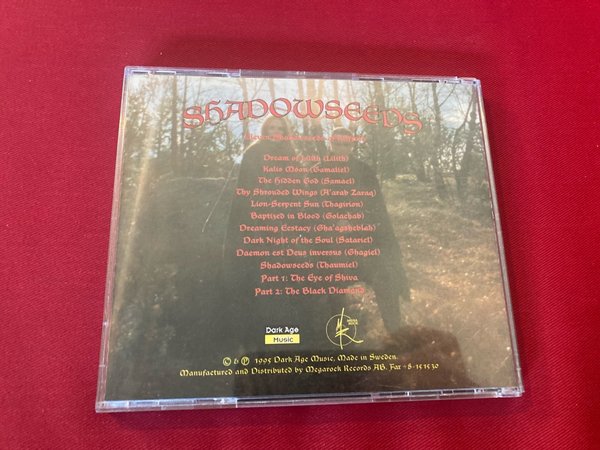 SHADOWSEEDS
Dream of Lilith (Lilith)
Kalis Moon (Gamaliel)
The Hidden God (Samael)
Thy Shrouded Wings (A'arab Zaraq)
Lion-Serpent Sun (Thagirion)
Baptized in Blood (Golachab)
Dreaming Ecstacy (Gha'agsheblah)
Dark Night of the Soul (Satariel)
Daemon est Deus inversus (Ghagiel)
Shadowseeds (Thaumiel)
Part 1: The Eye of Shiva
Part 2: The Black Diamond
Dark Age
Music
© & ℗ 1995 Dark Age Music, Made in Sweden.
Manufactured and Distributed by Megarock Records AB. Fax +8-151530